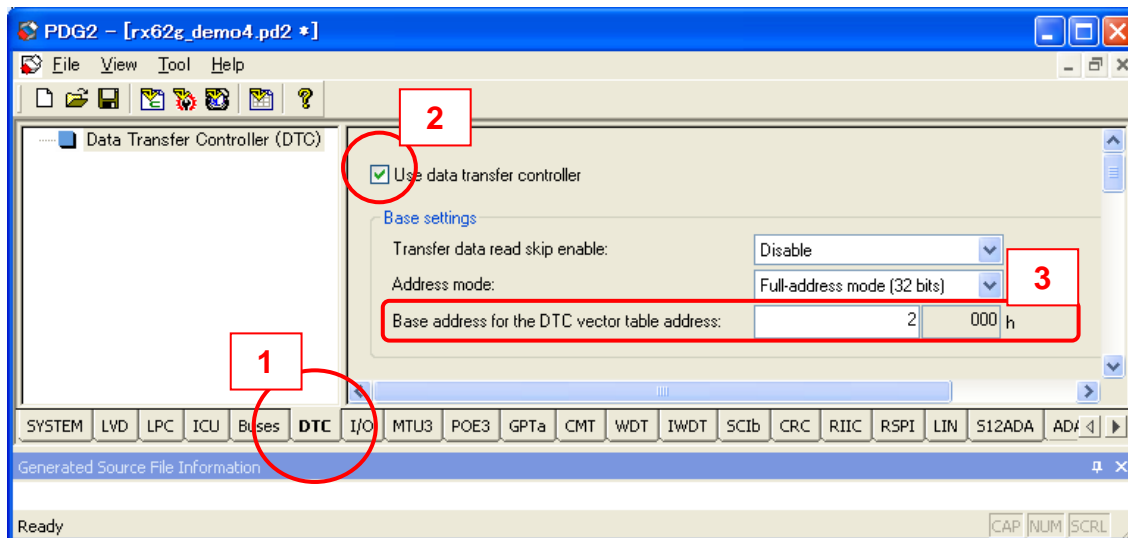 PDG2 - [rx62g_demo4.pd2 *]
File View Tool Help
2
Data Transfer Controller (DTC)
Use data transfer controller
Base settings
Transfer data read skip enable: Disable
Address mode: Full-address mode (32 bits)
3
Base address for the DTC vector table address: 2 000 h
1
SYSTEM LVD LPC ICU Buses DTC I/O MTU3 POE3 GPTa CMT WDT IWDT SCIb CRC RIIC RSPI LIN S12ADA ADA
Generated Source File Information
Ready CAP NUM SCRL